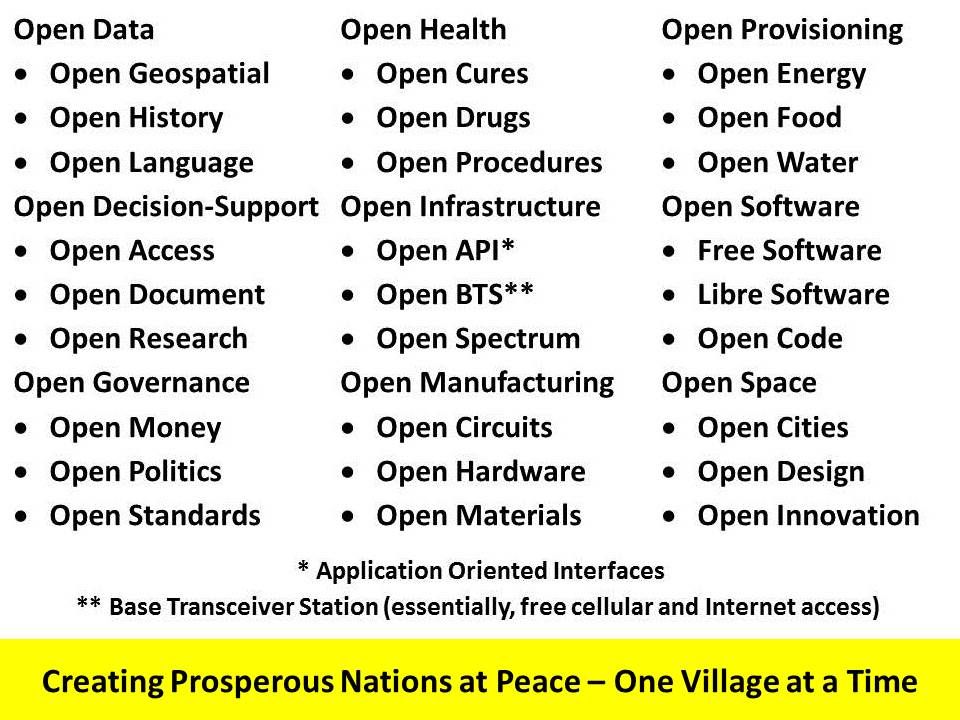 Open Data
• Open Geospatial
• Open History
• Open Language
Open Decision-Support
• Open Access
• Open Document
• Open Research
Open Governance
• Open Money
• Open Politics
• Open Standards
Open Health
• Open Cures
• Open Drugs
• Open Procedures
Open Infrastructure
• Open API*
• Open BTS**
• Open Spectrum
Open Manufacturing
• Open Circuits
• Open Hardware
• Open Materials
Open Provisioning
• Open Energy
• Open Food
• Open Water
Open Software
• Free Software
• Libre Software
• Open Code
Open Space
• Open Cities
• Open Design
• Open Innovation
* Application Oriented Interfaces
** Base Transceiver Station (essentially, free cellular and Internet access)
Creating Prosperous Nations at Peace – One Village at a Time